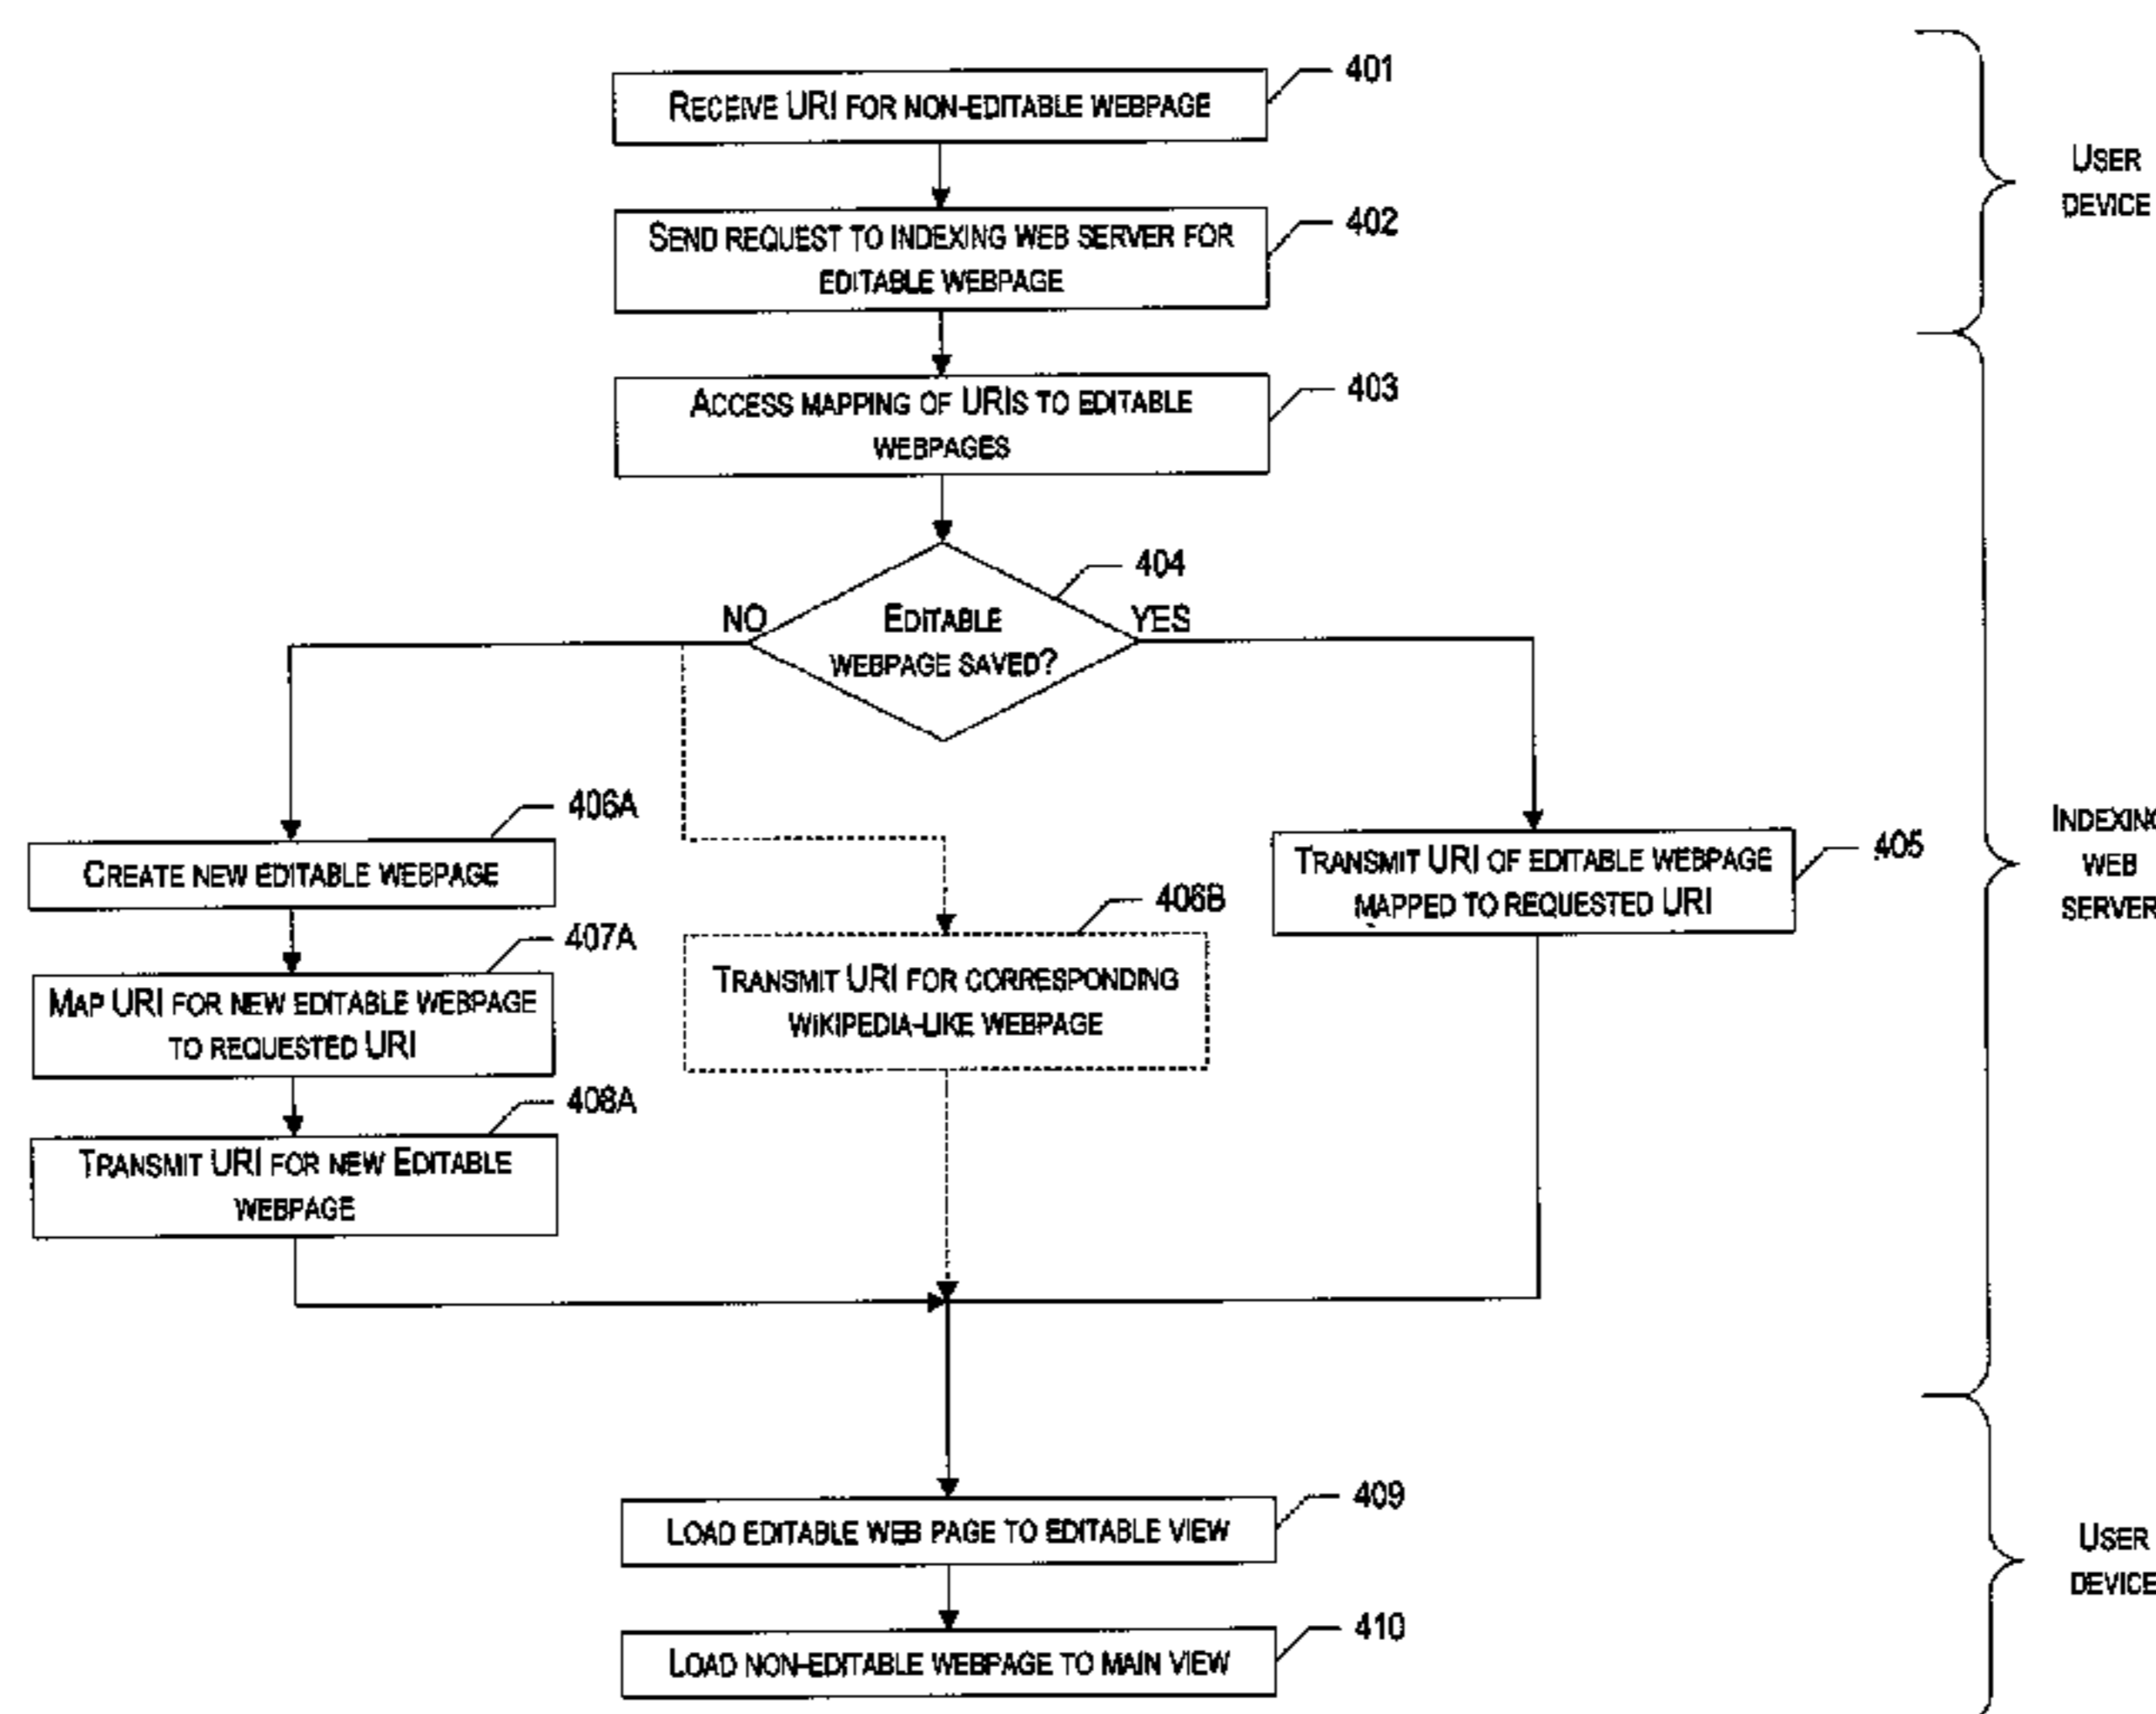 401
RECEIVE URI FOR NON-EDITABLE WEBPAGE
USER
DEVICE
402
SEND REQUEST TO INDEXING WEB SERVER FOR
EDITABLE WEBPAGE
403
ACCESS MAPPING OF URIS TO EDITABLE
WEBPAGES
404
NO
EDITABLE
WEBPAGE SAVED?
YES
406A
CREATE NEW EDITABLE WEBPAGE
405
TRANSMIT URI OF EDITABLE WEBPAGE
MAPPED TO REQUESTED URI
INDEXING
WEB
SERVER
406B
TRANSMIT URI FOR CORRESPONDING
WIKIPEDIA-LIKE WEBPAGE
407A
MAP URI FOR NEW EDITABLE WEBPAGE
TO REQUESTED URI
408A
TRANSMIT URI FOR NEW EDITABLE
WEBPAGE
409
LOAD EDITABLE WEB PAGE TO EDITABLE VIEW
USER
DEVICE
410
LOAD NON-EDITABLE WEBPAGE TO MAIN VIEW